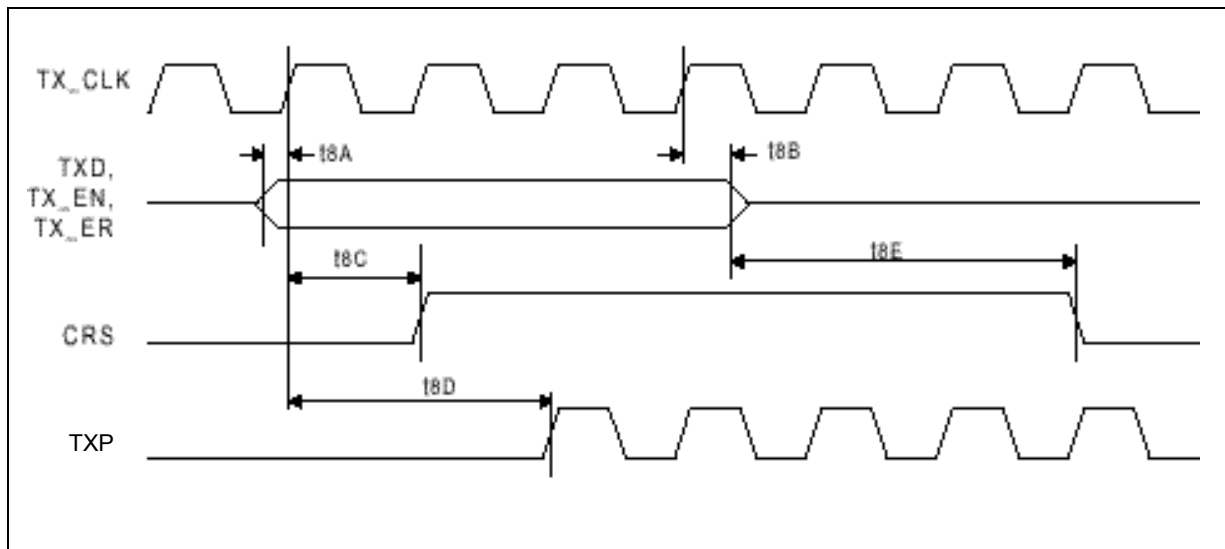 TX_CLK
t8A
t8B
TXD,
TX_EN,
TX_ER
t8C
t8E
CRS
t8D
TXP